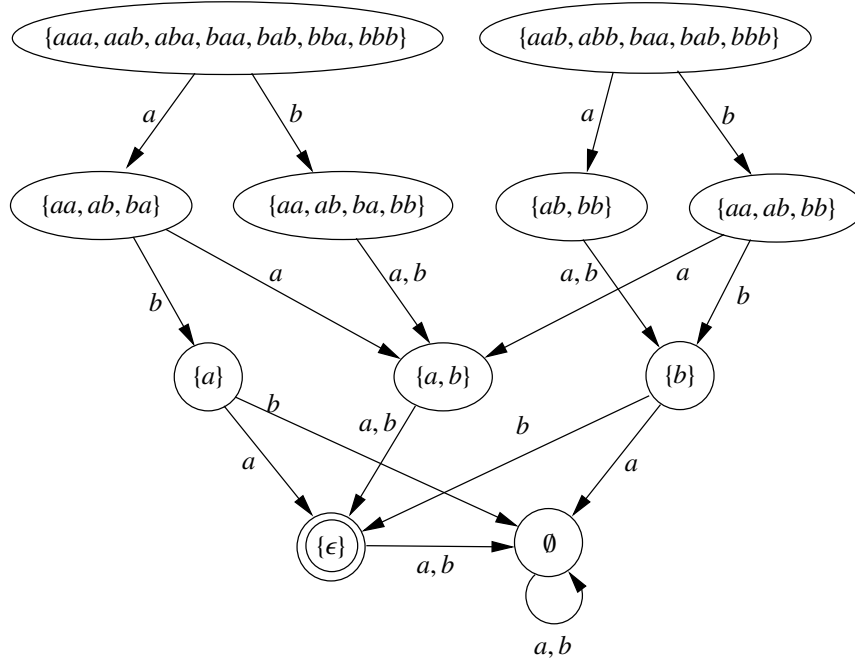 {aaa, aab, aba, baa, bab, bba, bbb} {aab, abb, baa, bab, bbb}
a b a b
{aa, ab, ba} {aa, ab, ba, bb} {ab, bb} {aa, ab, bb}
b a a, b a, b a b
{a} {a, b} {b}
a b a, b b a
{ϵ} a, b ∅
a, b